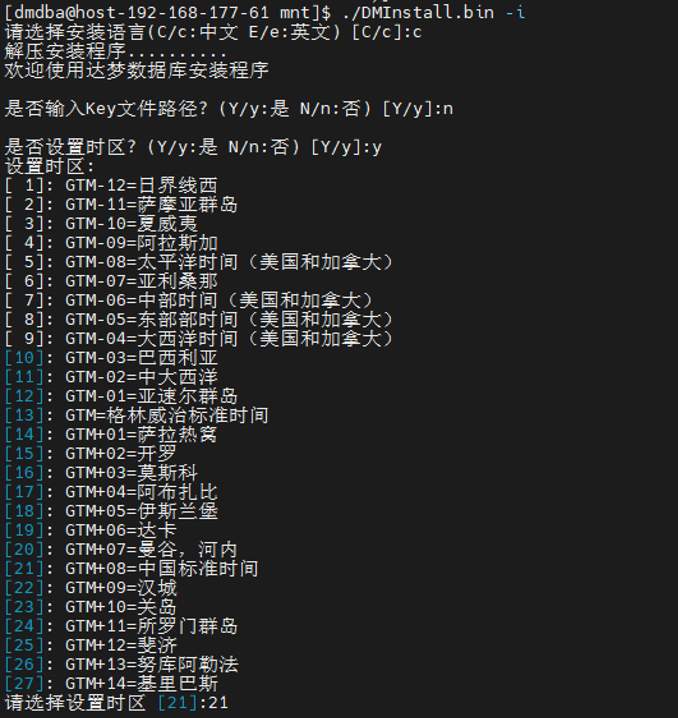 [dmdba@host-192-168-177-61 mnt]$ ./DMInstall.bin -i
请选择安装语言(C/c:中文 E/e:英文) [C/c]:c
解压安装程序..........
欢迎使用达梦数据库安装程序
是否输入Key文件路径? (Y/y:是 N/n:否) [Y/y]:n
是否设置时区? (Y/y:是 N/n:否) [Y/y]:y
设置时区:
[ 1]: GTM-12=日界线西
[ 2]: GTM-11=萨摩亚群岛
[ 3]: GTM-10=夏威夷
[ 4]: GTM-09=阿拉斯加
[ 5]: GTM-08=太平洋时间（美国和加拿大）
[ 6]: GTM-07=亚利桑那
[ 7]: GTM-06=中部时间（美国和加拿大）
[ 8]: GTM-05=东部部时间（美国和加拿大）
[ 9]: GTM-04=大西洋时间（美国和加拿大）
[10]: GTM-03=巴西利亚
[11]: GTM-02=中大西洋
[12]: GTM-01=亚速尔群岛
[13]: GTM=格林威治标准时间
[14]: GTM+01=萨拉热窝
[15]: GTM+02=开罗
[16]: GTM+03=莫斯科
[17]: GTM+04=阿布扎比
[18]: GTM+05=伊斯兰堡
[19]: GTM+06=达卡
[20]: GTM+07=曼谷，河内
[21]: GTM+08=中国标准时间
[22]: GTM+09=汉城
[23]: GTM+10=关岛
[24]: GTM+11=所罗门群岛
[25]: GTM+12=斐济
[26]: GTM+13=努库阿勒法
[27]: GTM+14=基里巴斯
请选择设置时区 [21]:21